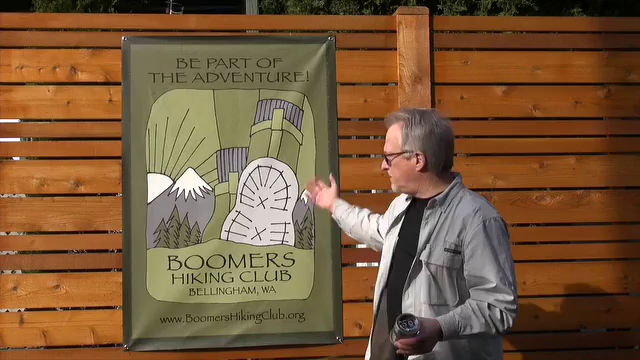 BE PART OF
THE ADVENTURE!
BOOMERS
HIKING CLUB
BELLINGHAM, WA
www.BoomersHikingClub.org